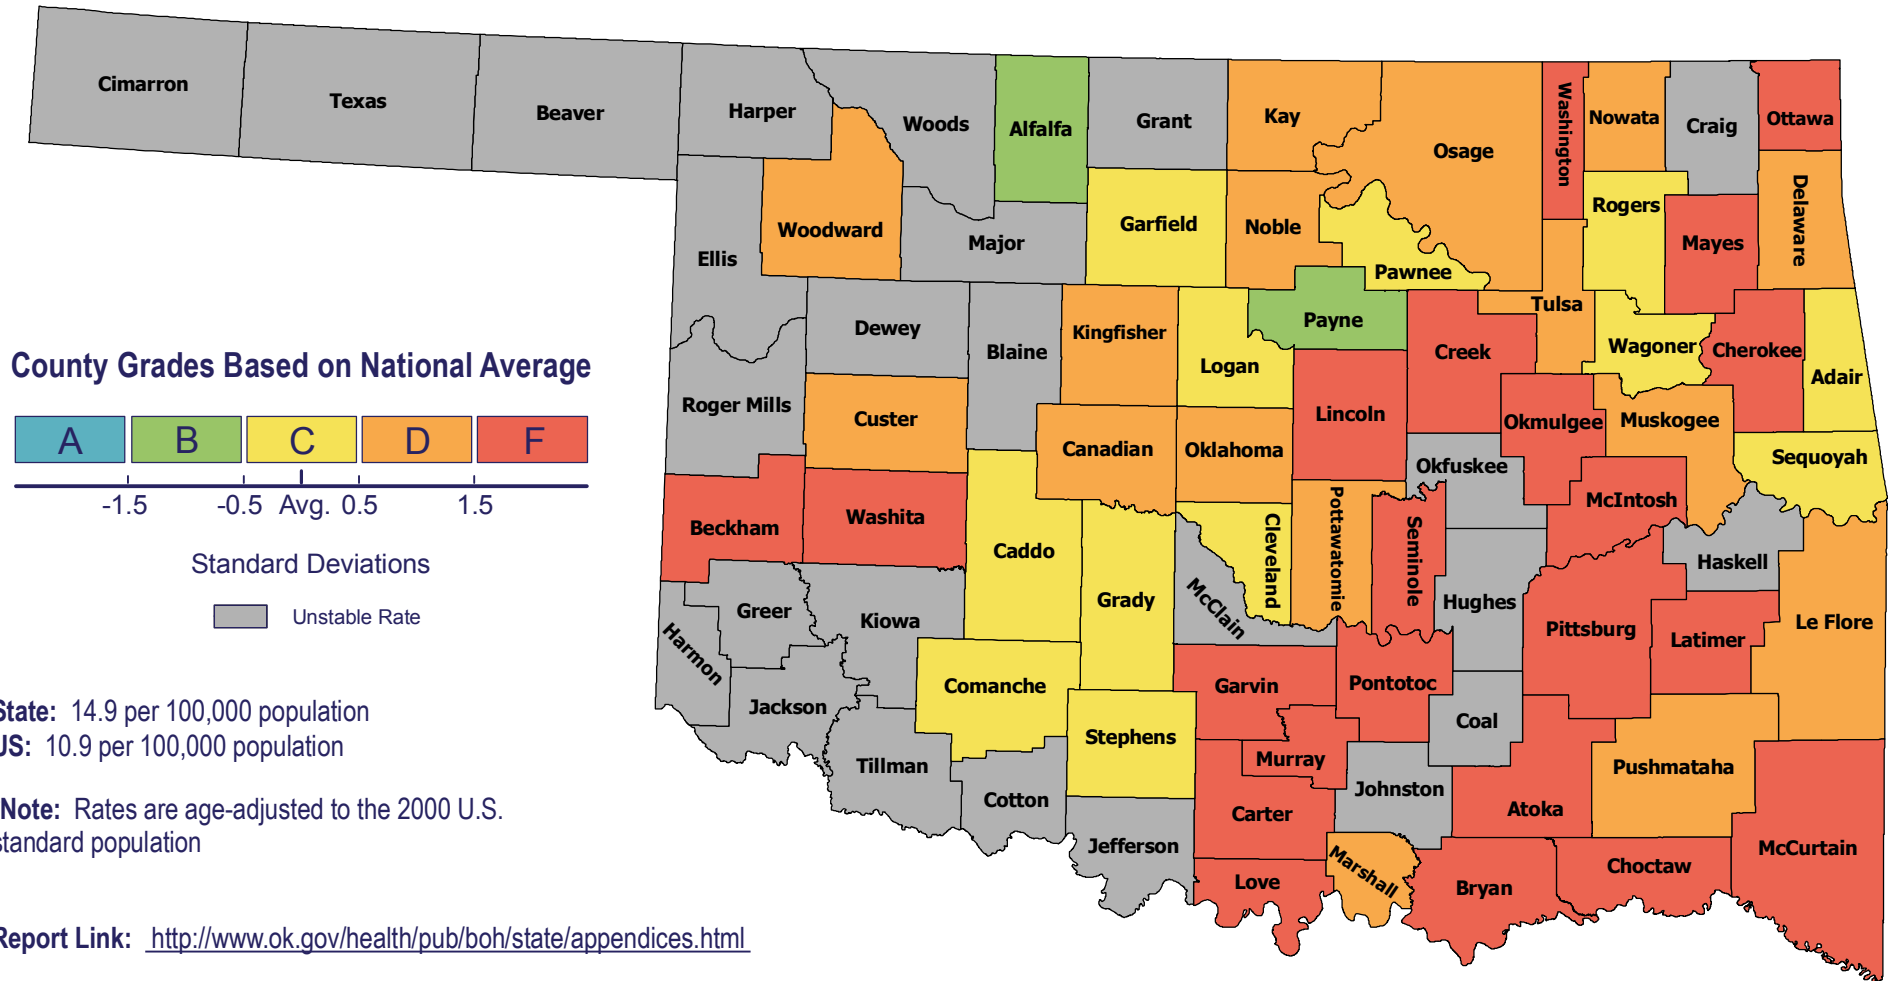 Cimarron
Texas
Beaver
Harper
Woods
Alfalfa
Grant
Kay
Osage
Washington
Nowata
Craig
Ottawa
Woodward
Ellis
Major
Garfield
Noble
Pawnee
Rogers
Mayes
Delaware
Dewey
Blaine
Kingfisher
Logan
Payne
Creek
Tulsa
Wagoner
Cherokee
Adair
Roger Mills
Custer
Canadian
Oklahoma
Lincoln
Okmulgee
Muskogee
Sequoyah
Okfuskee
McIntosh
Beckham
Washita
Caddo
Grady
Cleveland
Pottawatomie
Seminole
Hughes
Haskell
McClain
Pittsburg
Latimer
Le Flore
Harmon
Greer
Kiowa
Jackson
Comanche
Stephens
Garvin
Pontotoc
Coal
Murray
Tillman
Cotton
Jefferson
Carter
Johnston
Atoka
Pushmataha
McCurtain
Love
Marshall
Bryan
Choctaw
County Grades Based on National Average
A B C D F
-1.5 -0.5 Avg. 0.5 1.5
Standard Deviations
Unstable Rate
State: 14.9 per 100,000 population
US: 10.9 per 100,000 population
Note: Rates are age-adjusted to the 2000 U.S.
standard population
Report Link: http://www.ok.gov/health/pub/boh/state/appendices.html